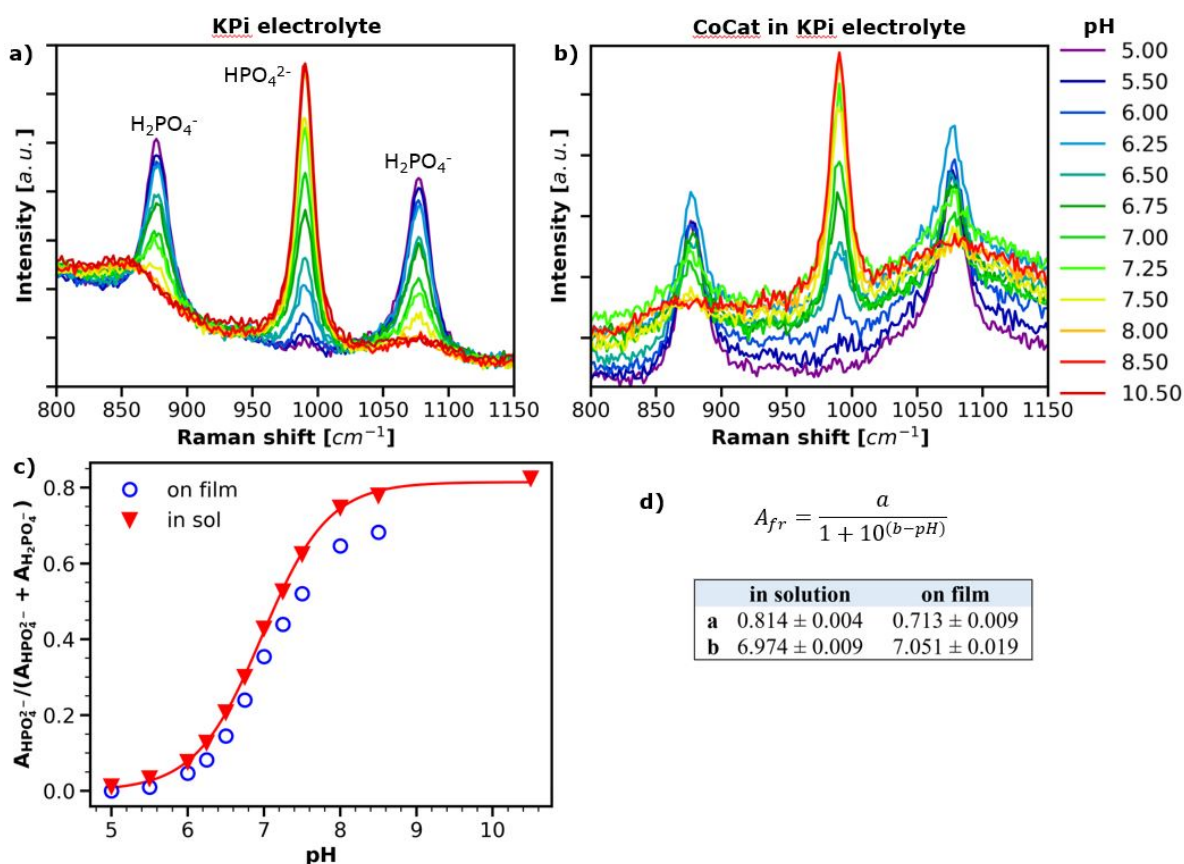 KPi electrolyte
CoCat in KPi electrolyte
pH
a)
H₂PO₄⁻
HPO₄²⁻
H₂PO₄⁻
Intensity [a.u.]
800 850 900 950 1000 1050 1100 1150
Raman shift [cm⁻¹]
b)
Intensity [a.u.]
800 850 900 950 1000 1050 1100 1150
Raman shift [cm⁻¹]
5.00
5.50
6.00
6.25
6.50
6.75
7.00
7.25
7.50
8.00
8.50
10.50
c)
on film
in sol
A_HPO₄²⁻/(A_HPO₄²⁻ + A_H₂PO₄⁻)
0.8
0.6
0.4
0.2
0.0
5 6 7 8 9 10
pH
d)
A_fr = a / (1 + 10^(b−pH))
in solution on film
a 0.814 ± 0.004 0.713 ± 0.009
b 6.974 ± 0.009 7.051 ± 0.019